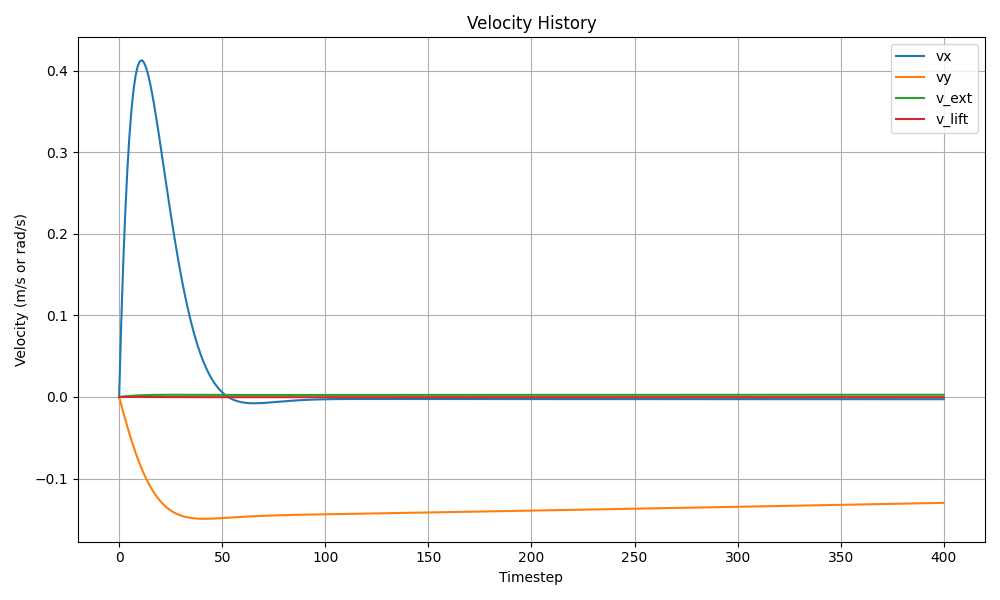 Velocity History
Velocity (m/s or rad/s)
0.4
0.3
0.2
0.1
0.0
−0.1
0 50 100 150 200 250 300 350 400
Timestep
vx
vy
v_ext
v_lift